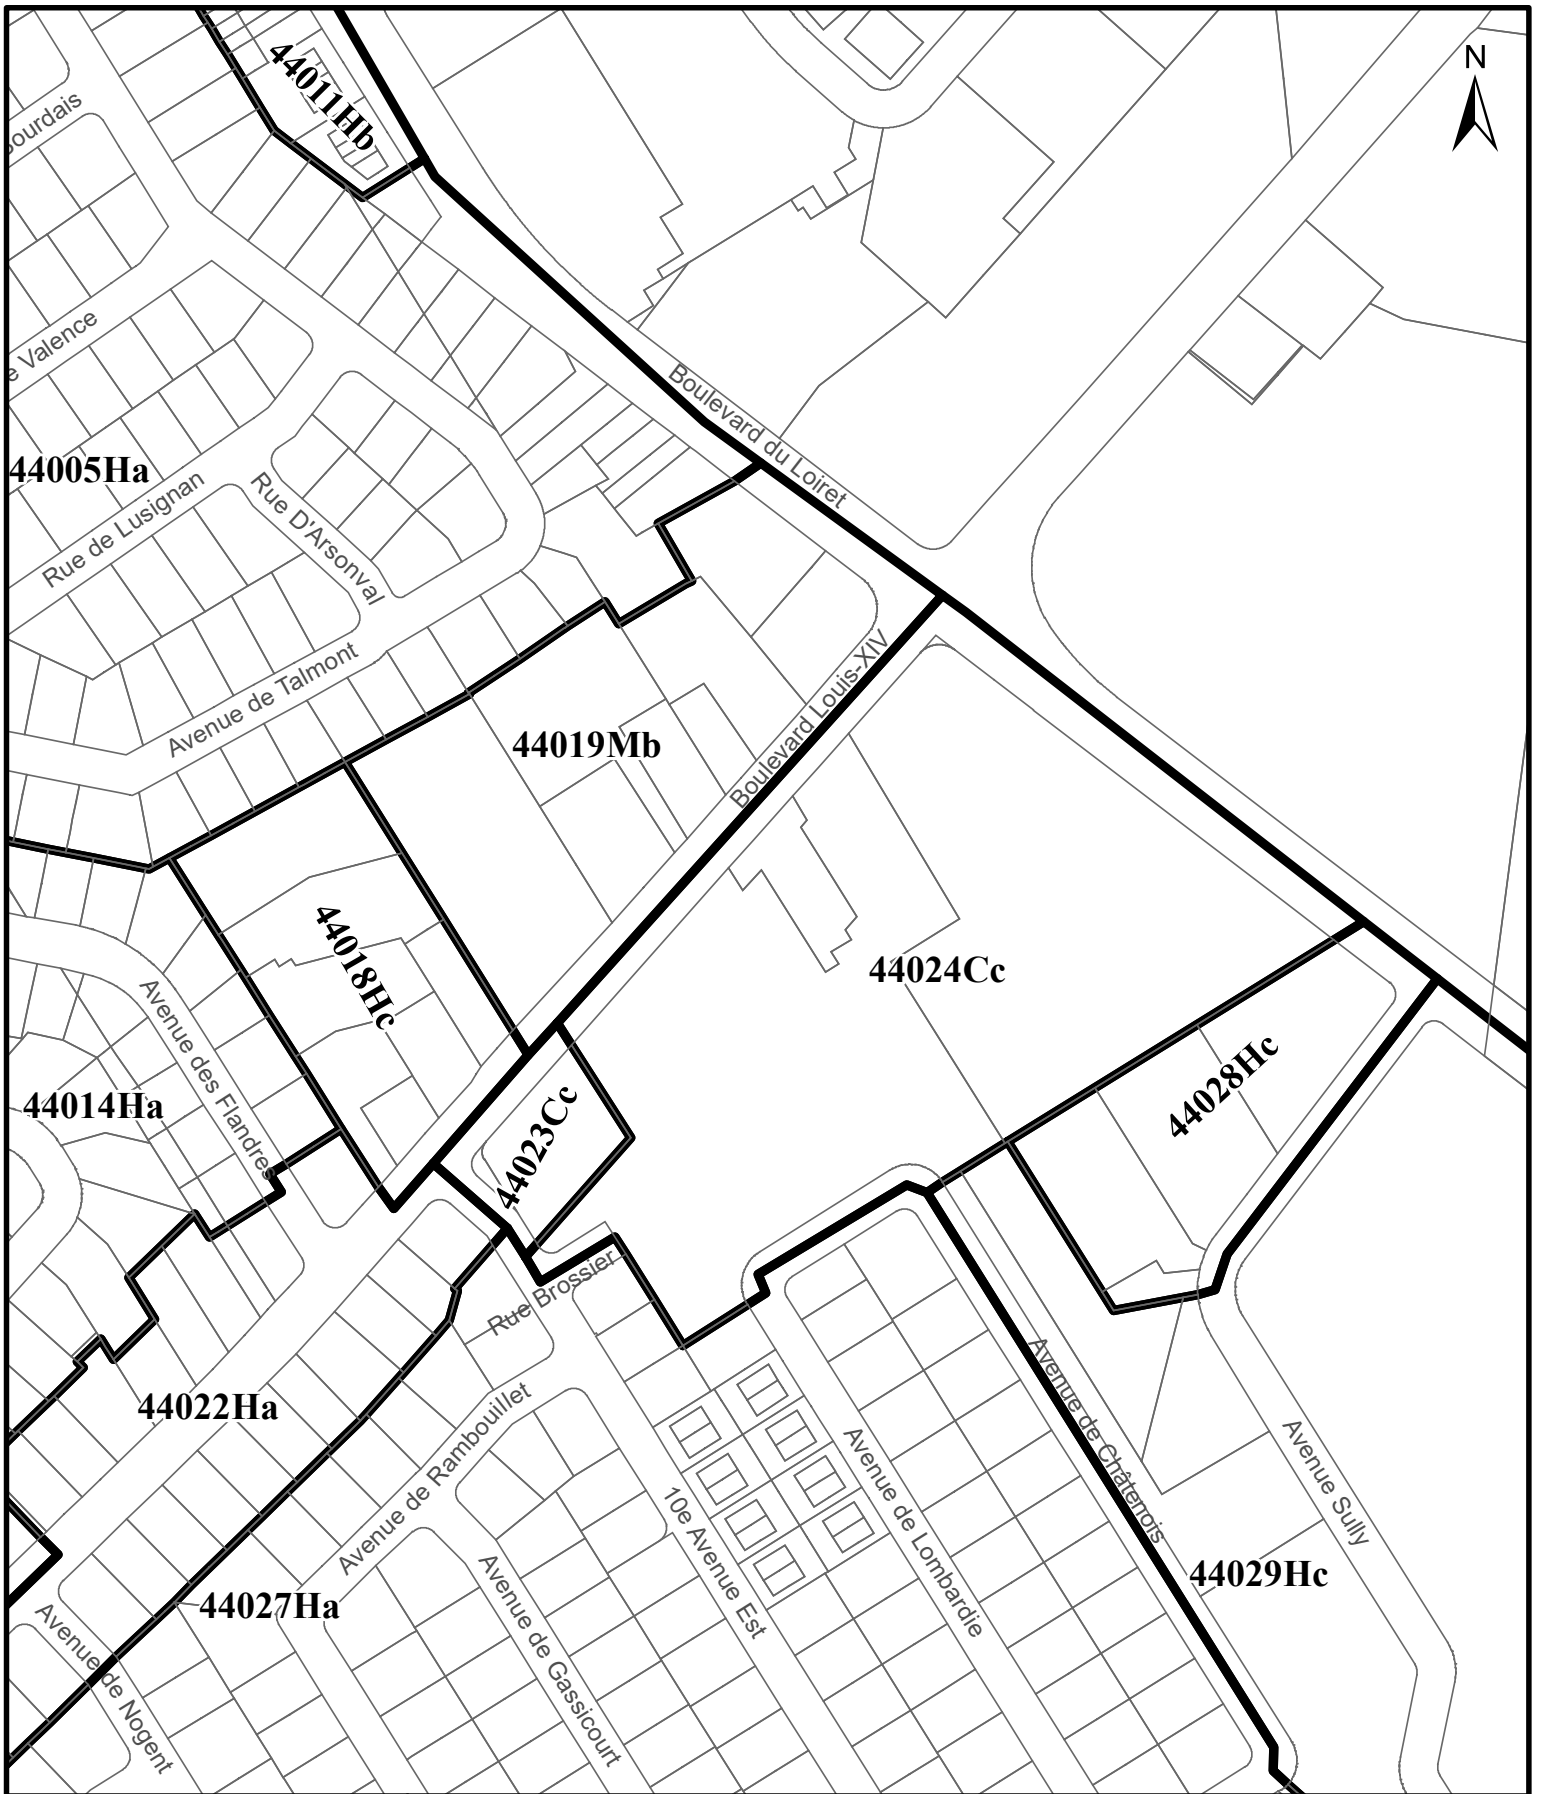 44011Hb
N
ourdais
e Valence
Boulevard du Loiret
44005Ha
Rue de Lusignan
Rue D'Arsonval
Avenue de Talmont
44019Mb
Boulevard Louis-XIV
44018Hc
44024Cc
Avenue des Flandres
44014Ha
44023Cc
44028Hc
Rue Brossier
44022Ha
Avenue de Rambouillet
Avenue de Châtenois
Avenue de Lombardie
Avenue Sully
10e Avenue Est
44029Hc
44027Ha
Avenue de Gassicourt
Avenue de Nogent